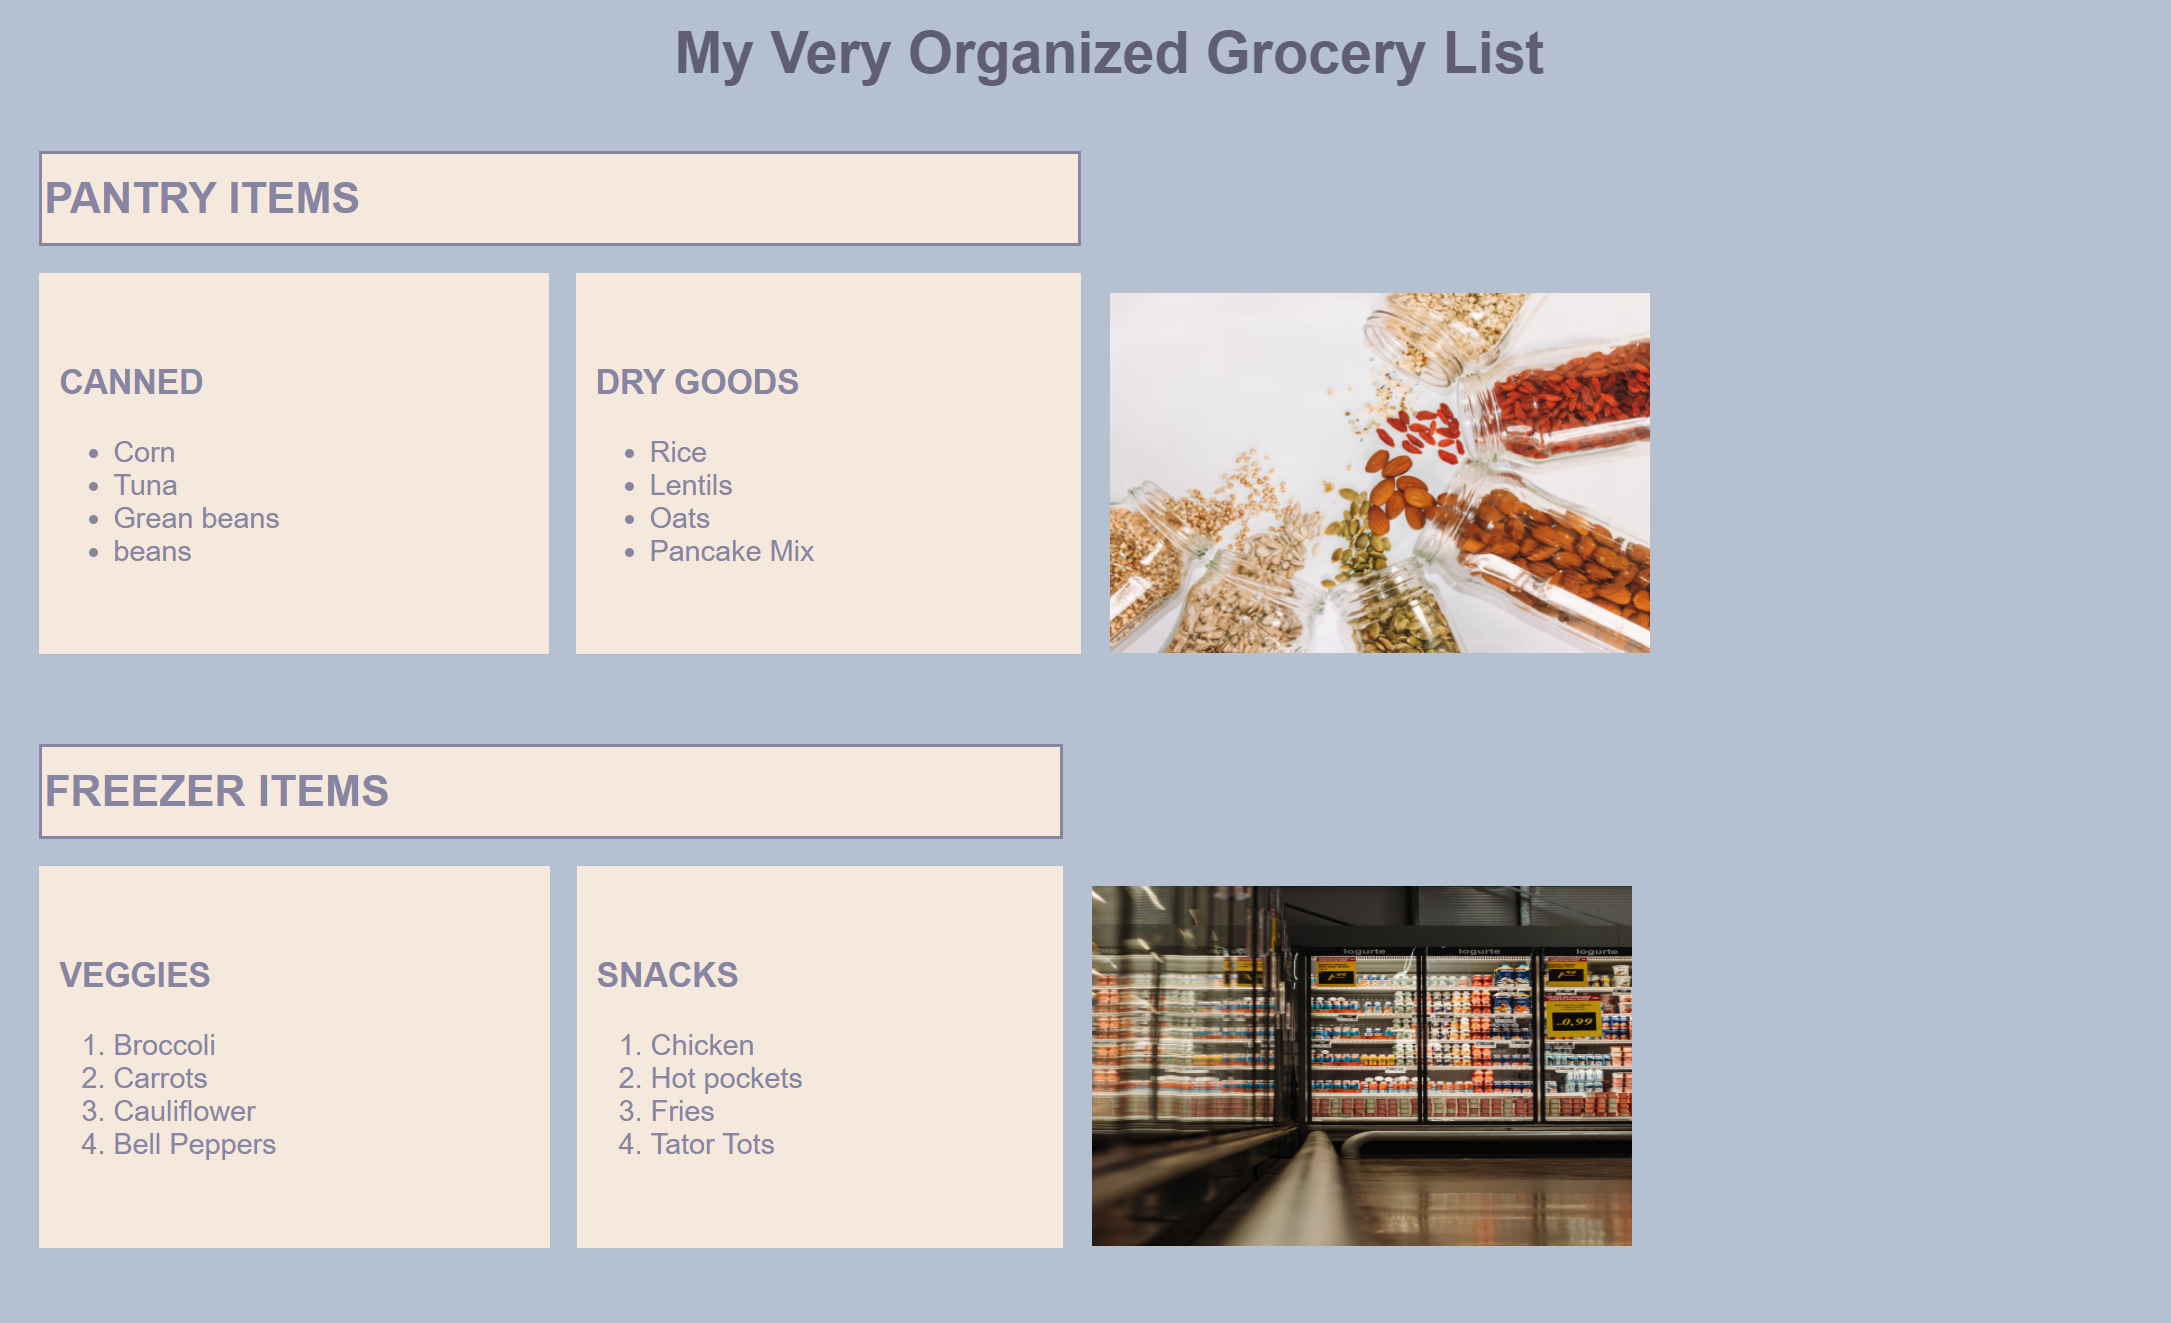 My Very Organized Grocery List
PANTRY ITEMS
CANNED
• Corn
• Tuna
• Grean beans
• beans
DRY GOODS
• Rice
• Lentils
• Oats
• Pancake Mix
FREEZER ITEMS
VEGGIES
1. Broccoli
2. Carrots
3. Cauliflower
4. Bell Peppers
SNACKS
1. Chicken
2. Hot pockets
3. Fries
4. Tator Tots
Iogurte Iogurte Iogurte
0,99